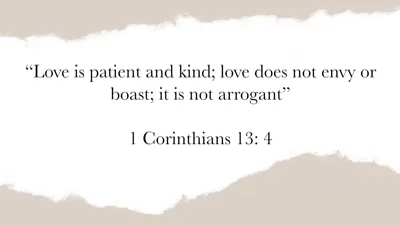 “Love is patient and kind; love does not envy or
boast; it is not arrogant”
1 Corinthians 13: 4